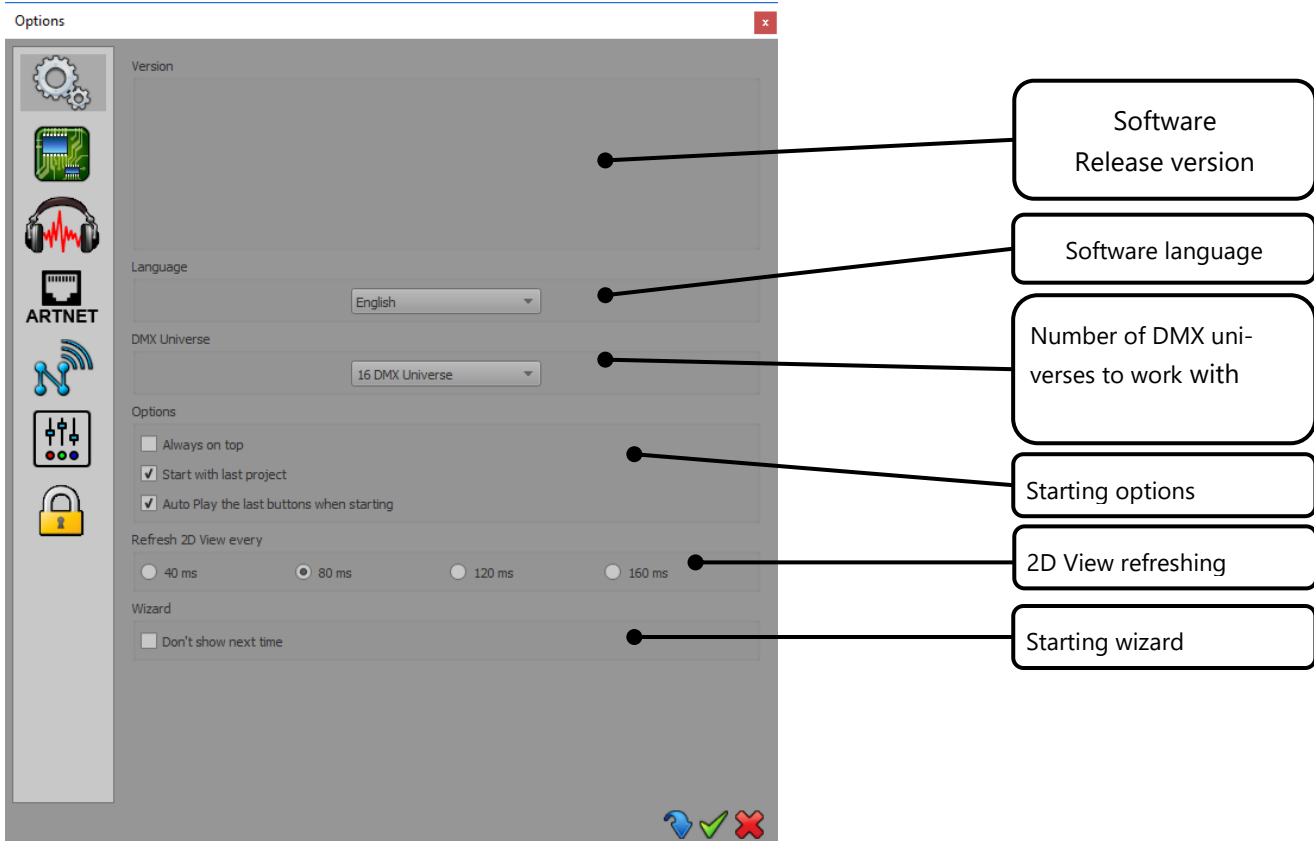 Options
x
Version
Software
Release version
Language
English
Software language
ARTNET
DMX Universe
16 DMX Universe
Number of DMX uni-
verses to work with
Options
Always on top
Start with last project
Auto Play the last buttons when starting
Starting options
Refresh 2D View every
40 ms 80 ms 120 ms 160 ms
2D View refreshing
Wizard
Don't show next time
Starting wizard